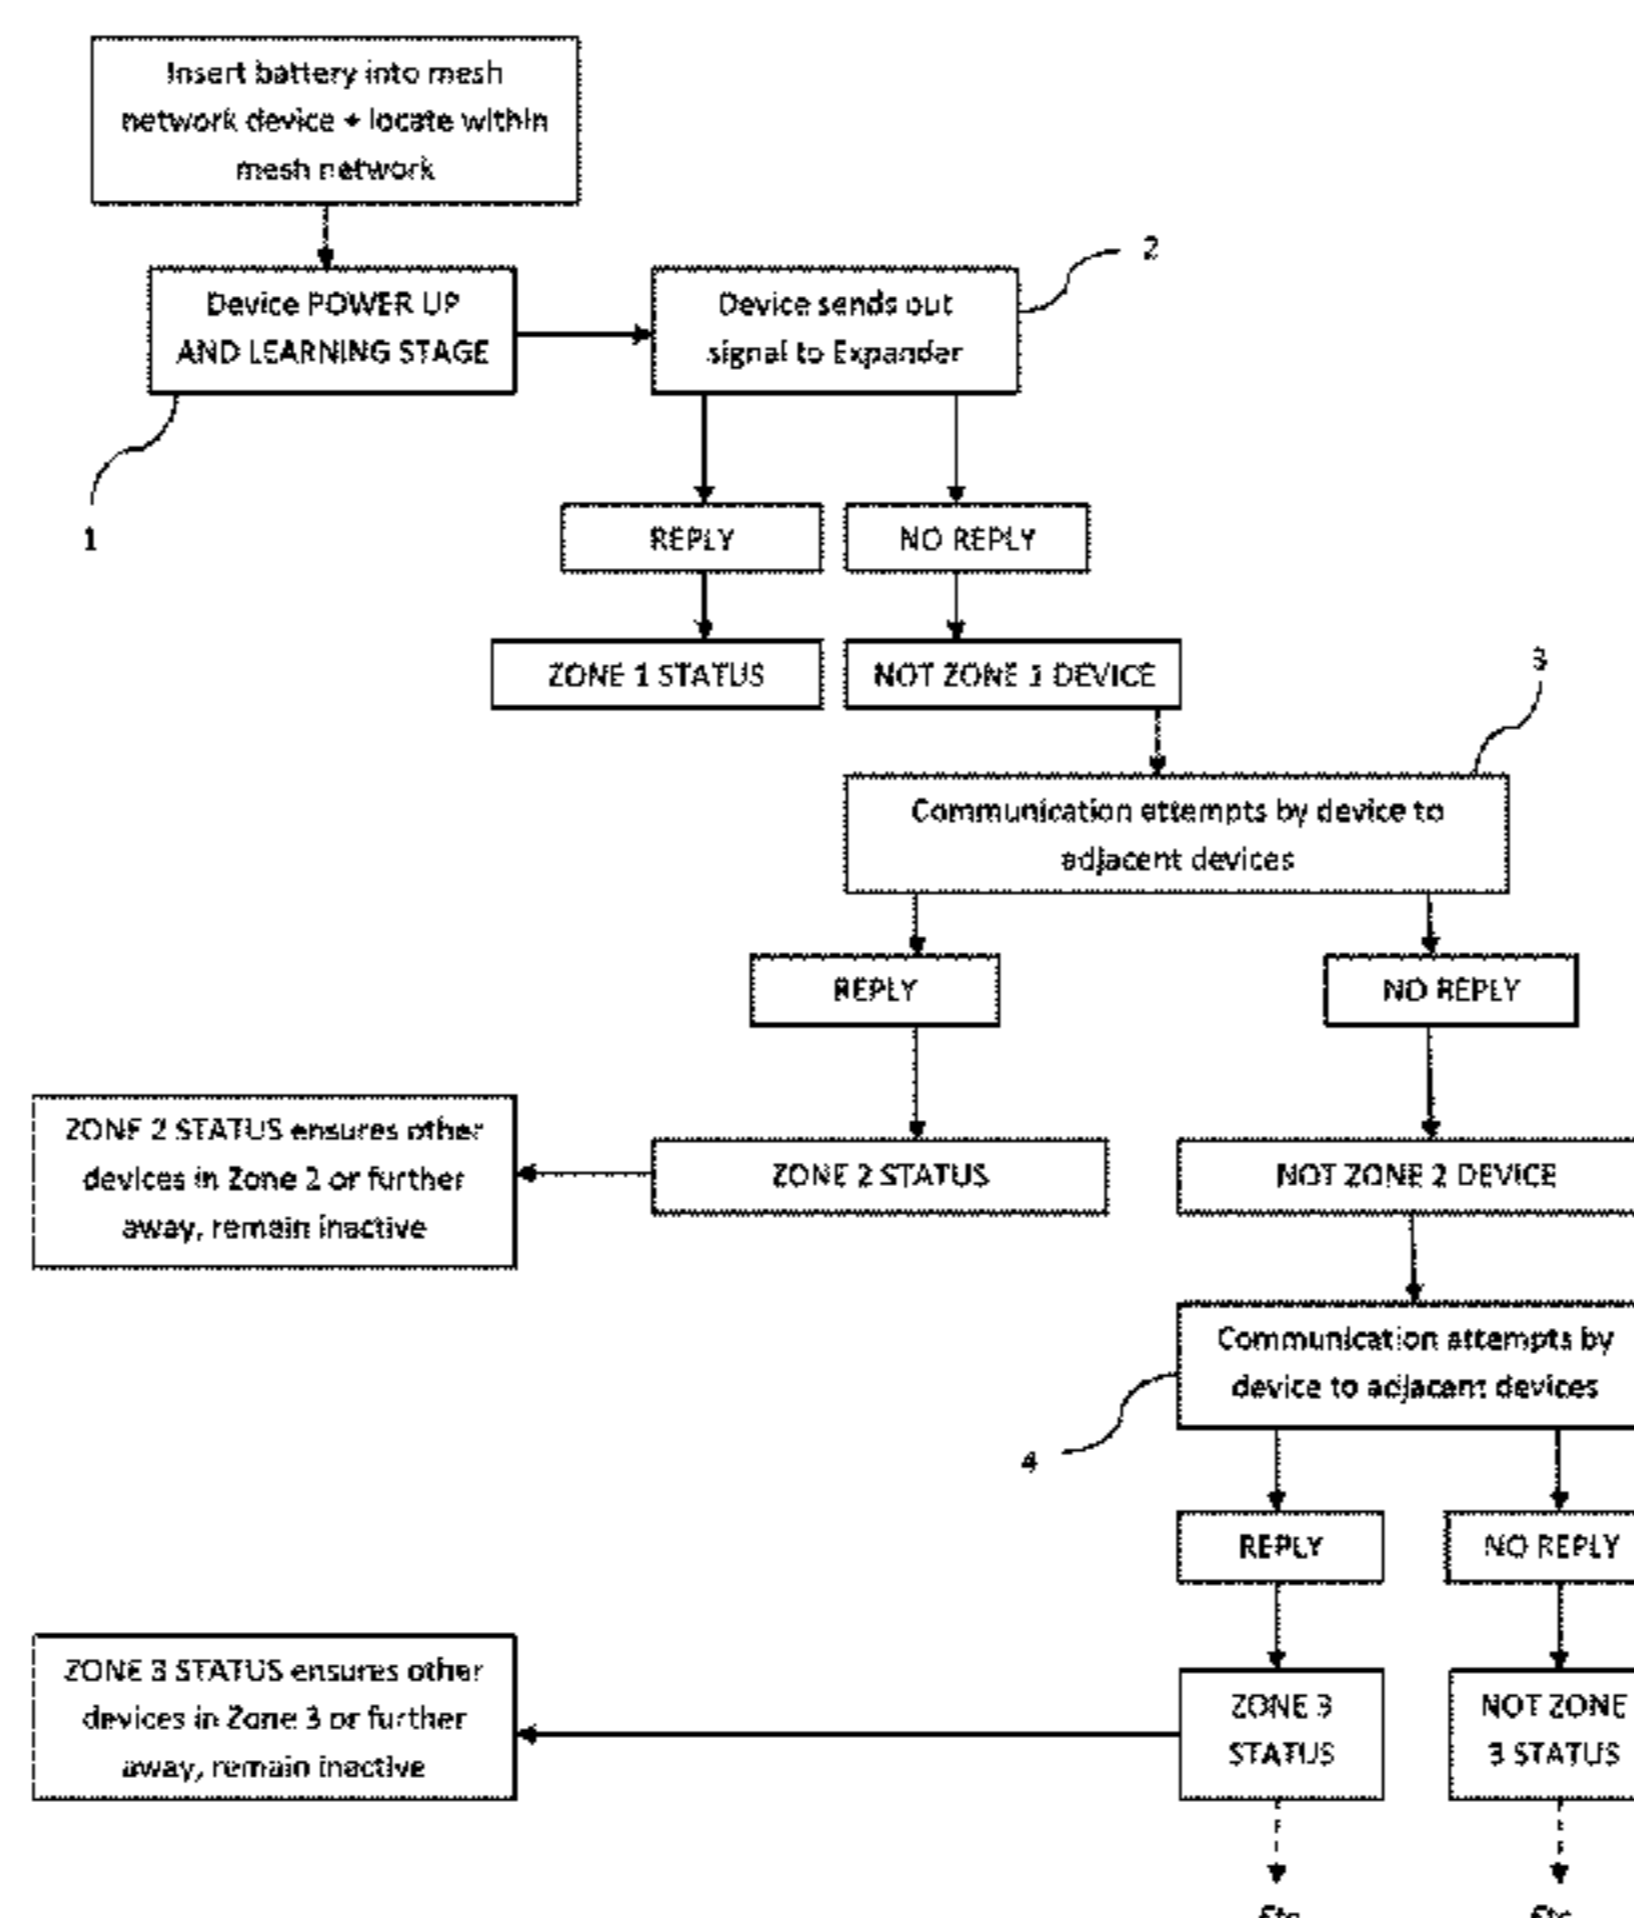 Insert battery into mesh
network device + locate within
mesh network
2
Device POWER UP
AND LEARNING STAGE
Device sends out
signal to Expander
1
REPLY
NO REPLY
ZONE 1 STATUS
NOT ZONE 1 DEVICE
3
Communication attempts by device to
adjacent devices
REPLY
NO REPLY
ZONE 2 STATUS ensures other
devices in Zone 2 or further
away, remain inactive
ZONE 2 STATUS
NOT ZONE 2 DEVICE
Communication attempts by
device to adjacent devices
4
REPLY
NO REPLY
ZONE 3 STATUS ensures other
devices in Zone 3 or further
away, remain inactive
ZONE 3
STATUS
NOT ZONE
3 STATUS